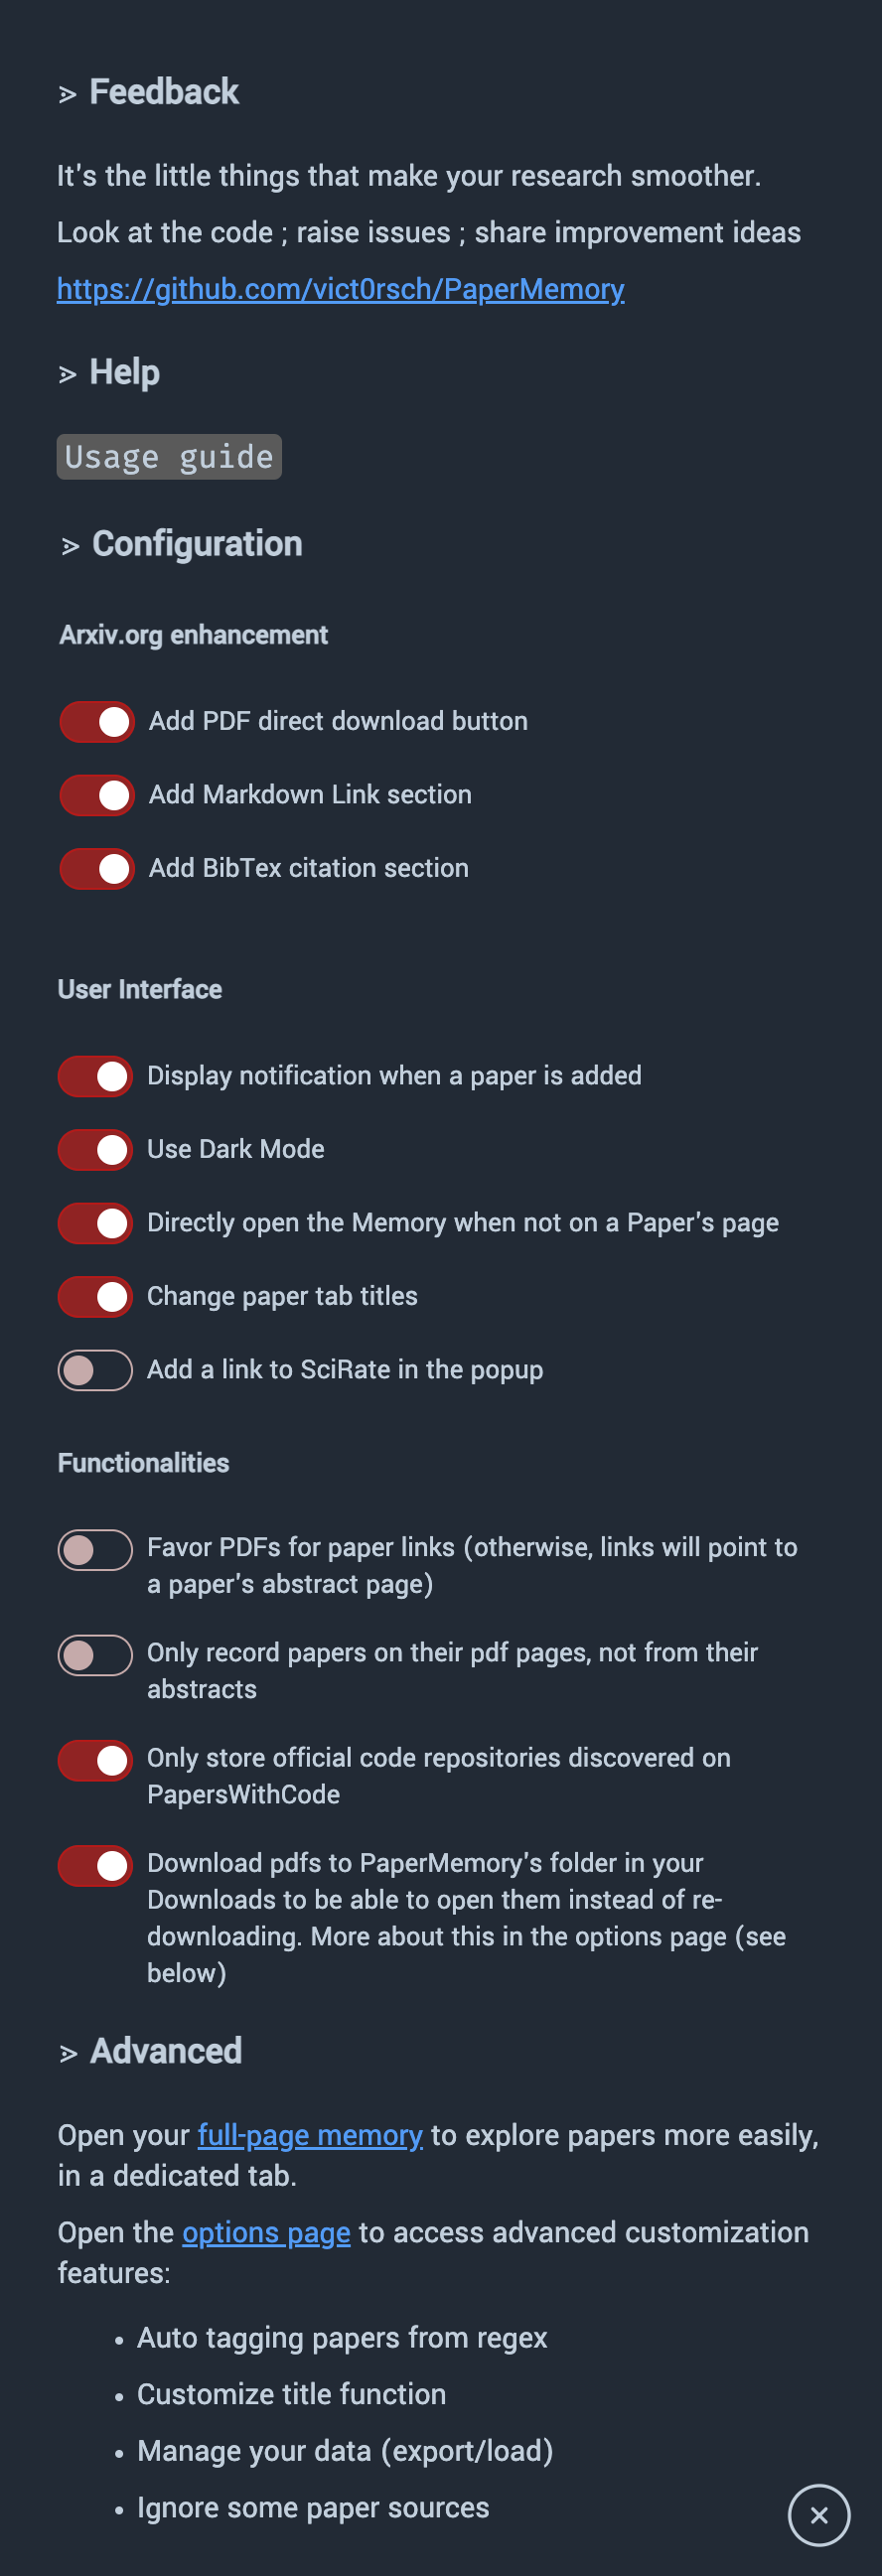 > Feedback
It's the little things that make your research smoother.
Look at the code ; raise issues ; share improvement ideas
https://github.com/vict0rsch/PaperMemory
> Help
Usage guide
> Configuration
Arxiv.org enhancement
Add PDF direct download button
Add Markdown Link section
Add BibTex citation section
User Interface
Display notification when a paper is added
Use Dark Mode
Directly open the Memory when not on a Paper's page
Change paper tab titles
Add a link to SciRate in the popup
Functionalities
Favor PDFs for paper links (otherwise, links will point to
a paper's abstract page)
Only record papers on their pdf pages, not from their
abstracts
Only store official code repositories discovered on
PapersWithCode
Download pdfs to PaperMemory's folder in your
Downloads to be able to open them instead of re-
downloading. More about this in the options page (see
below)
> Advanced
Open your full-page memory to explore papers more easily,
in a dedicated tab.
Open the options page to access advanced customization
features:
• Auto tagging papers from regex
• Customize title function
• Manage your data (export/load)
• Ignore some paper sources